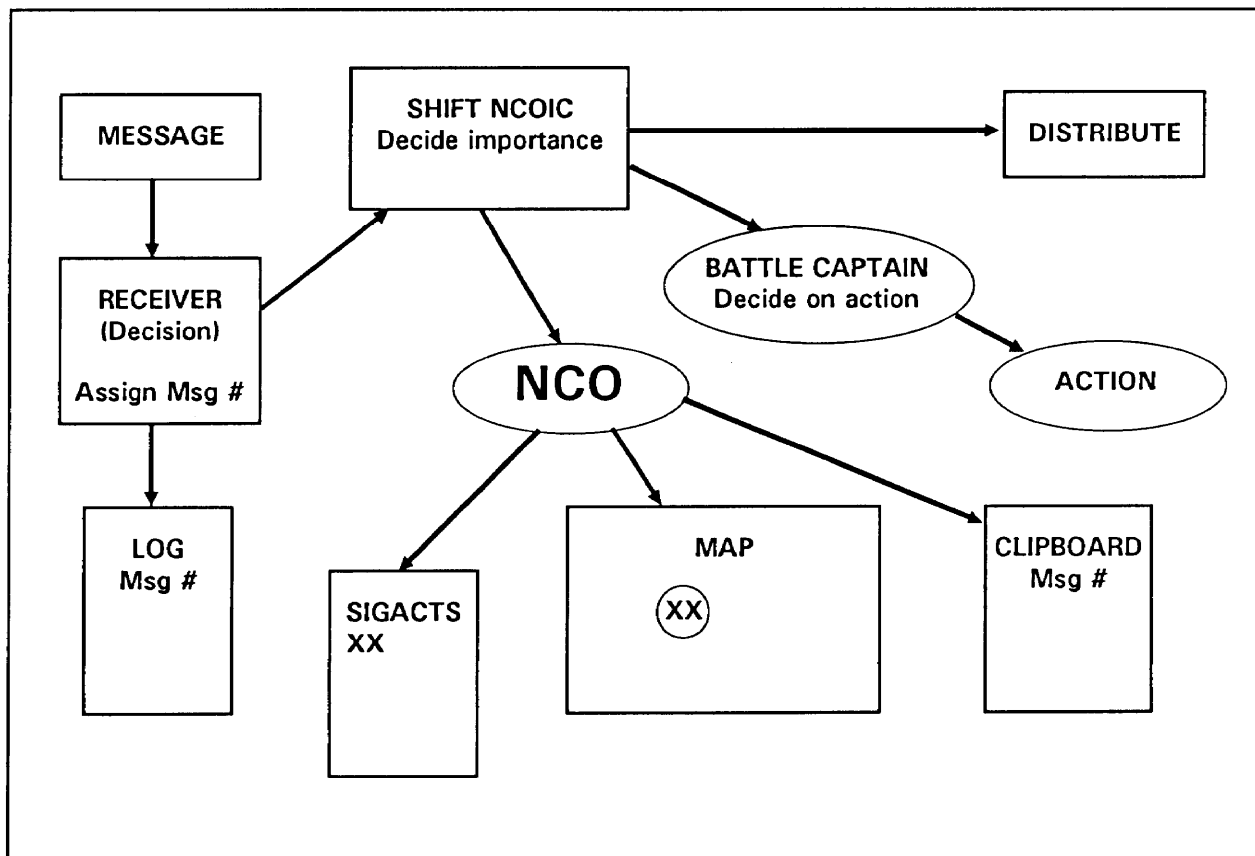 MESSAGE
SHIFT NCOIC
Decide importance
DISTRIBUTE
RECEIVER
(Decision)
Assign Msg #
BATTLE CAPTAIN
Decide on action
NCO
ACTION
LOG
Msg #
SIGACTS
XX
MAP
XX
CLIPBOARD
Msg #